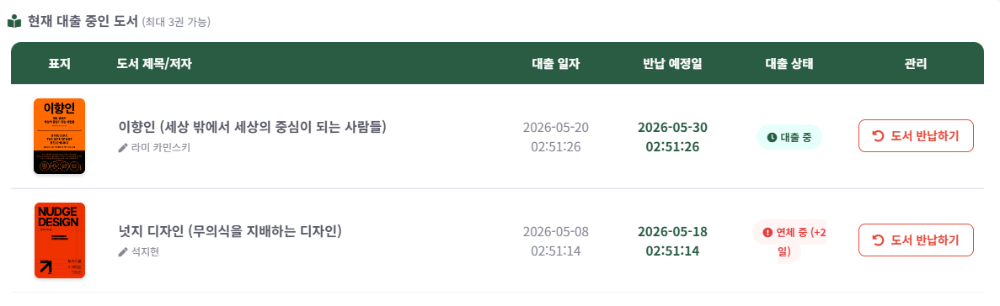 현재 대출 중인 도서 (최대 3권 가능)
표지 도서 제목/저자 대출 일자 반납 예정일 대출 상태 관리
이향인
이향인 (세상 밖에서 세상의 중심이 되는 사람들)
라미 카민스키
2026-05-20
02:51:26
2026-05-30
02:51:26
대출 중
도서 반납하기
NUDGE
DESIGN
넛지 디자인 (무의식을 지배하는 디자인)
석지현
2026-05-08
02:51:14
2026-05-18
02:51:14
연체 중 (+2
일)
도서 반납하기